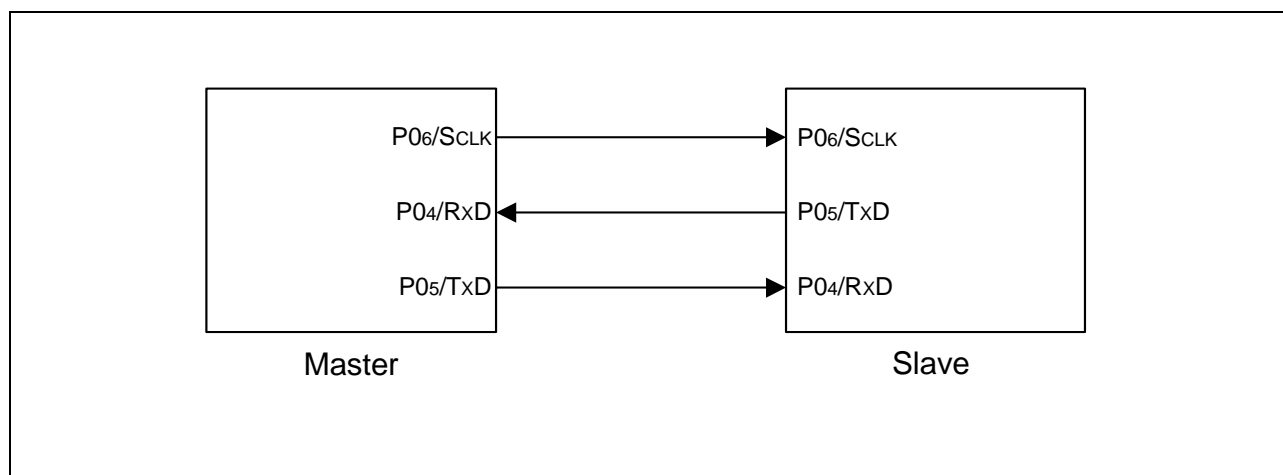 P06/SCLK P06/SCLK
P04/RXD P05/TXD
P05/TXD P04/RXD
Master Slave